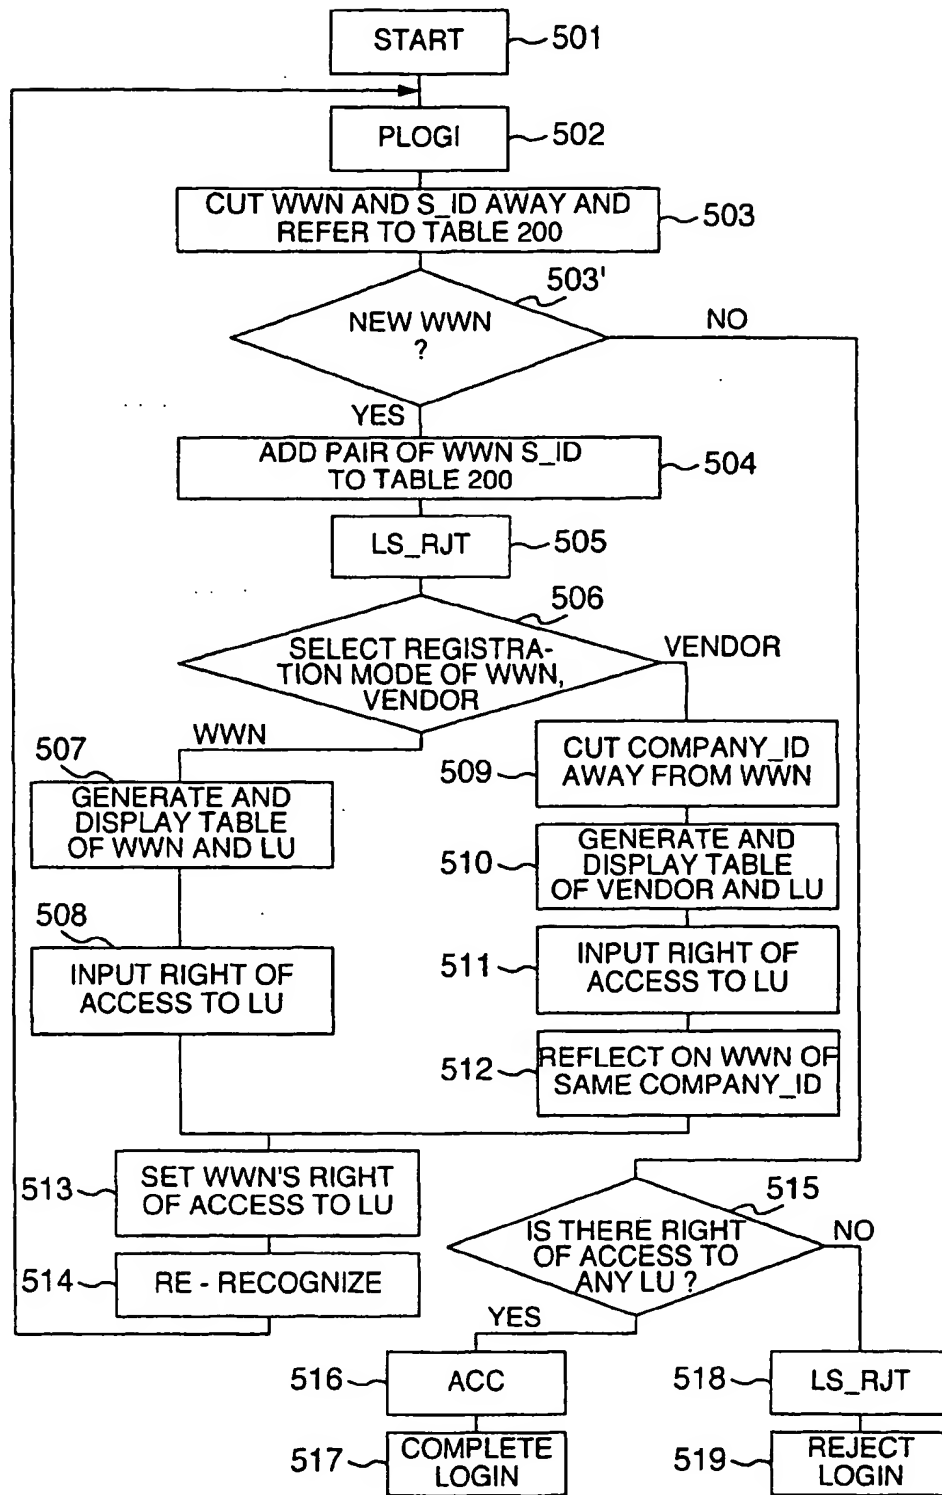 START
501
PLOGI
502
CUT WWN AND S_ID AWAY AND
REFER TO TABLE 200
503
503'
NEW WWN
?
NO
YES
ADD PAIR OF WWN S_ID
TO TABLE 200
504
LS_RJT
505
506
SELECT REGISTRA-
TION MODE OF WWN,
VENDOR
VENDOR
WWN
507
GENERATE AND
DISPLAY TABLE
OF WWN AND LU
508
INPUT RIGHT OF
ACCESS TO LU
509
CUT COMPANY_ID
AWAY FROM WWN
510
GENERATE AND
DISPLAY TABLE
OF VENDOR AND LU
511
INPUT RIGHT OF
ACCESS TO LU
512
REFLECT ON WWN OF
SAME COMPANY_ID
513
SET WWN'S RIGHT
OF ACCESS TO LU
514
RE - RECOGNIZE
515
IS THERE RIGHT
OF ACCESS TO
ANY LU ?
NO
YES
516
ACC
517
COMPLETE
LOGIN
518
LS_RJT
519
REJECT
LOGIN